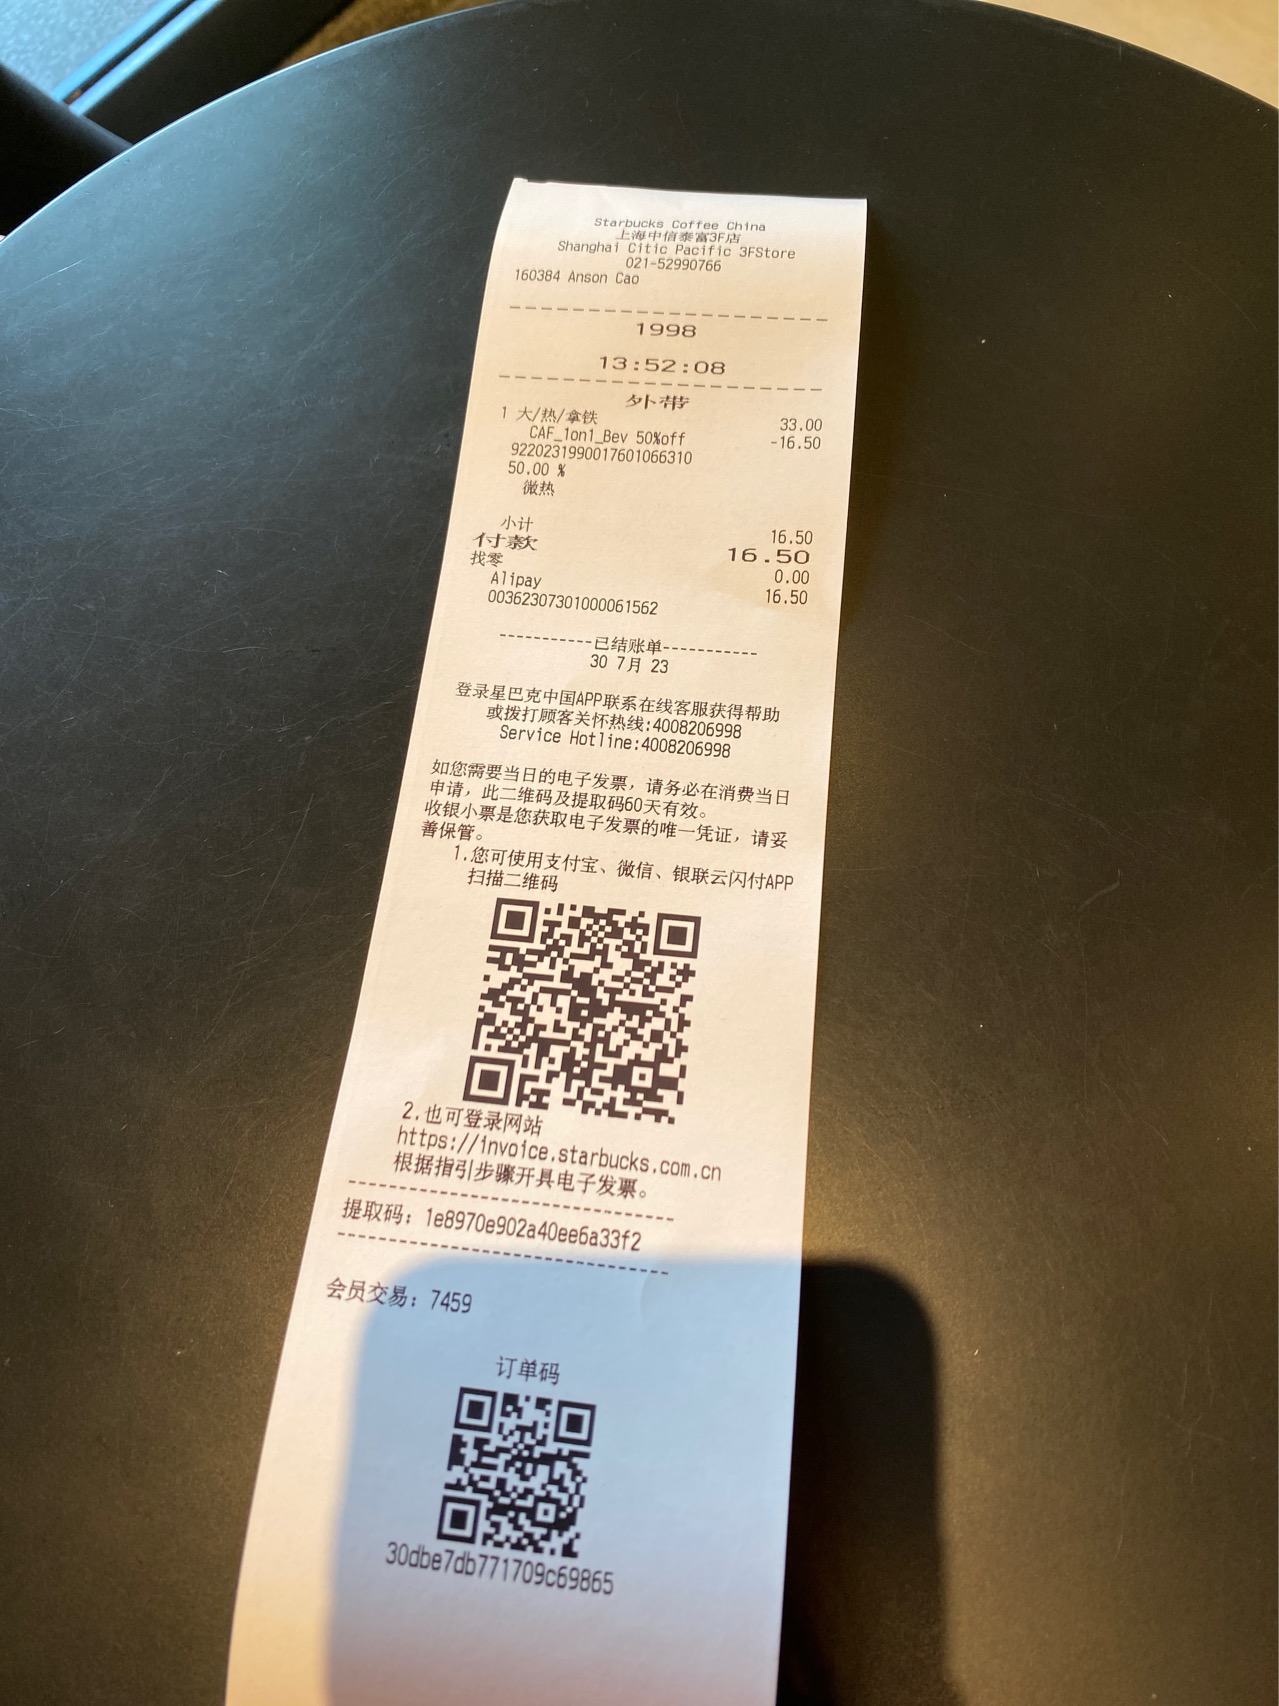 Starbucks Coffee China
上海中信泰富3F店
Shanghai Citic Pacific 3FStore
021-52990766
160384 Anson Cao
1998
13:52:08
外带
1 大/热/拿铁 33.00
CAF_1on1_Bev 50%off -16.50
9220231990017601066310
50.00 %
微热
小计 16.50
付款 16.50
找零 0.00
Alipay 16.50
00362307301000061562
-----------已结账单-----------
30 7月 23
登录星巴克中国APP联系在线客服获得帮助
或拨打顾客关怀热线:4008206998
Service Hotline:4008206998
如您需要当日的电子发票，请务必在消费当日
申请，此二维码及提取码60天有效。
收银小票是您获取电子发票的唯一凭证，请妥
善保管。
1.您可使用支付宝、微信、银联云闪付APP
扫描二维码
2.也可登录网站
https://invoice.starbucks.com.cn
根据指引步骤开具电子发票。
提取码：1e8970e902a40ee6a33f2
会员交易：7459
订单码
30dbe7db771709c69865